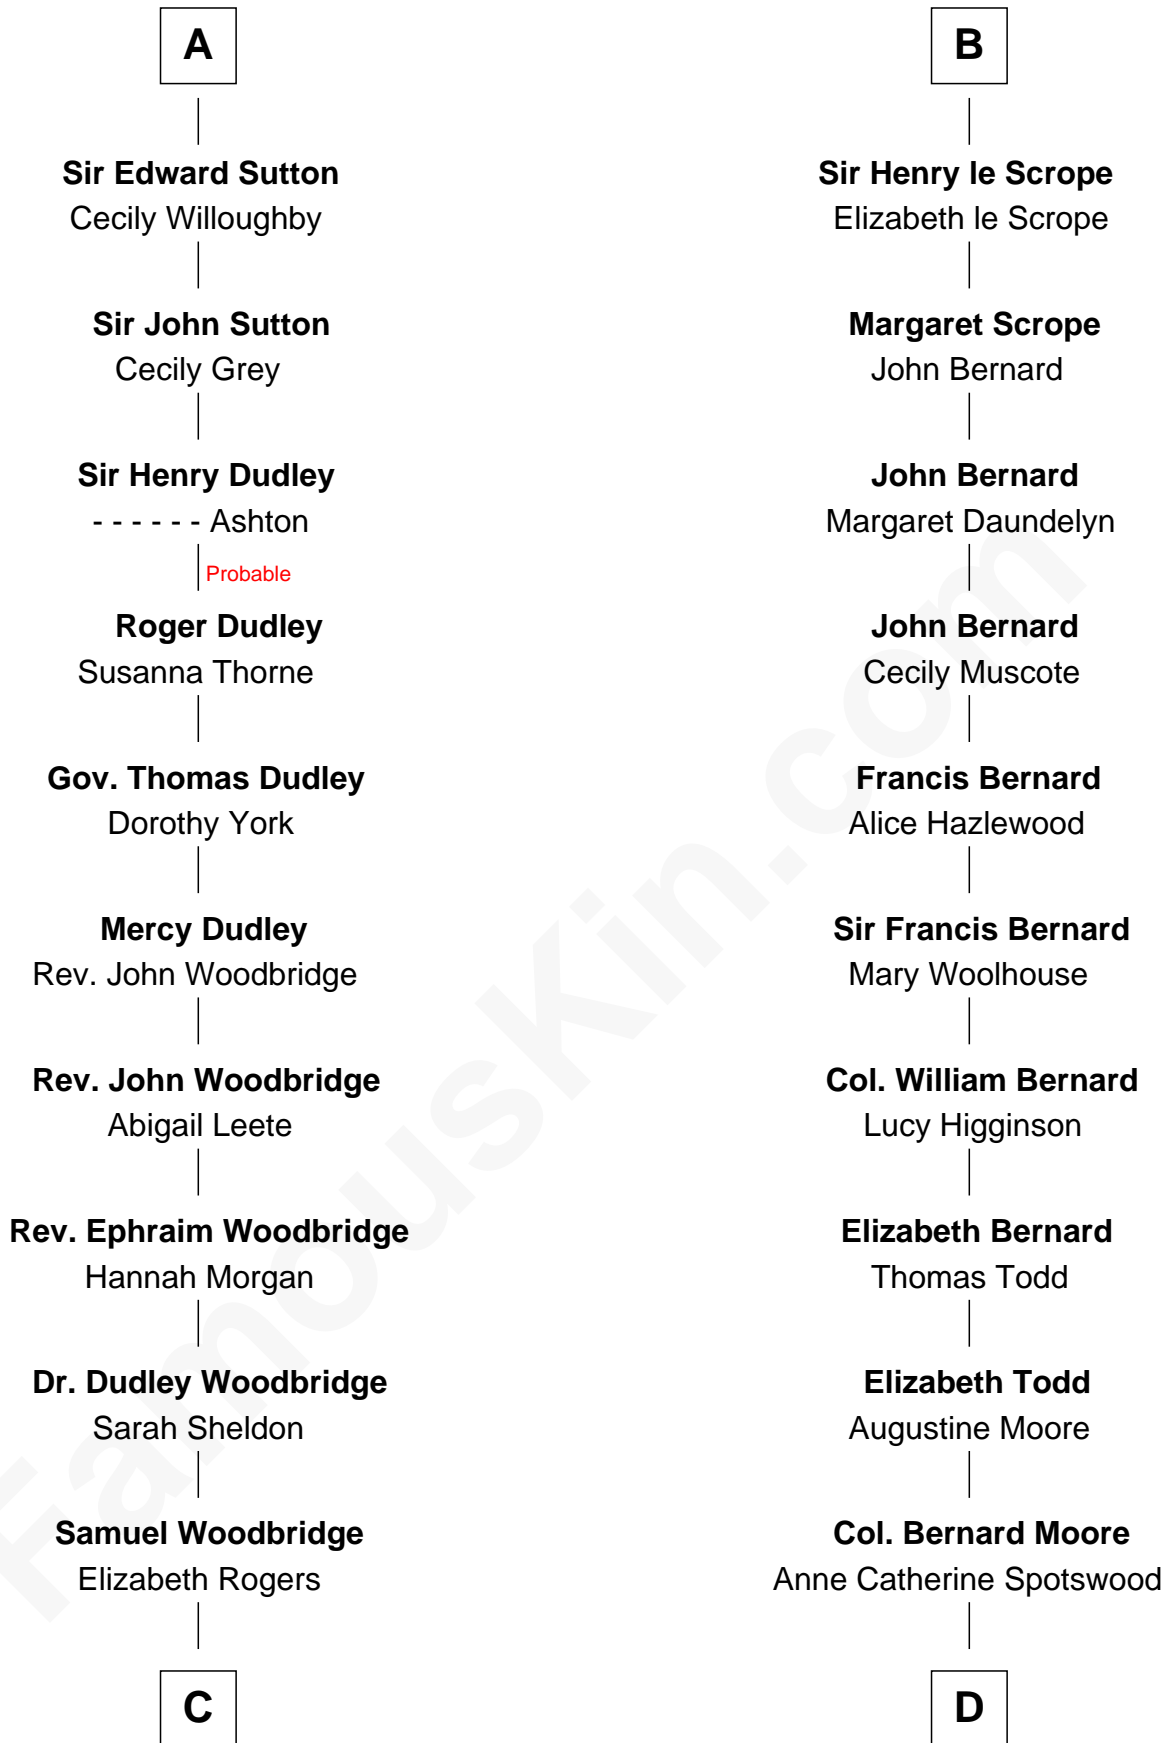 A
Sir Edward Sutton
Cecily Willoughby
Sir John Sutton
Cecily Grey
Sir Henry Dudley
- - - - - - Ashton
Probable
Roger Dudley
Susanna Thorne
Gov. Thomas Dudley
Dorothy York
Mercy Dudley
Rev. John Woodbridge
Rev. John Woodbridge
Abigail Leete
Rev. Ephraim Woodbridge
Hannah Morgan
Dr. Dudley Woodbridge
Sarah Sheldon
Samuel Woodbridge
Elizabeth Rogers
C
B
Sir Henry le Scrope
Elizabeth le Scrope
Margaret Scrope
John Bernard
John Bernard
Margaret Daundelyn
John Bernard
Cecily Muscote
Francis Bernard
Alice Hazlewood
Sir Francis Bernard
Mary Woolhouse
Col. William Bernard
Lucy Higginson
Elizabeth Bernard
Thomas Todd
Elizabeth Todd
Augustine Moore
Col. Bernard Moore
Anne Catherine Spotswood
D
FamousKin.com